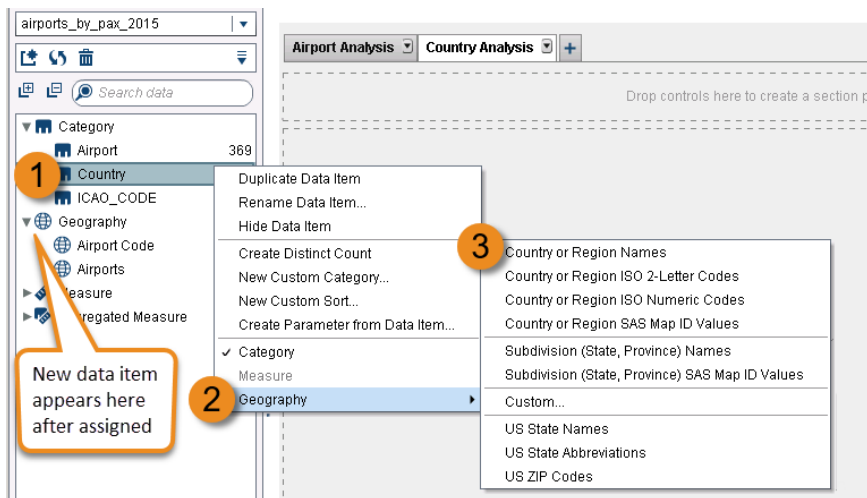 airports_by_pax_2015
Airport Analysis
Country Analysis
Search data
Drop controls here to create a section p
Category
Airport 369
1
Country
ICAO_CODE
Geography
Airport Code
Airports
easure
regated Measure
New data item
appears here
after assigned
Duplicate Data Item
Rename Data Item...
Hide Data Item
Create Distinct Count
New Custom Category...
New Custom Sort...
Create Parameter from Data Item...
Category
Measure
2
Geography
3
Country or Region Names
Country or Region ISO 2-Letter Codes
Country or Region ISO Numeric Codes
Country or Region SAS Map ID Values
Subdivision (State, Province) Names
Subdivision (State, Province) SAS Map ID Values
Custom...
US State Names
US State Abbreviations
US ZIP Codes